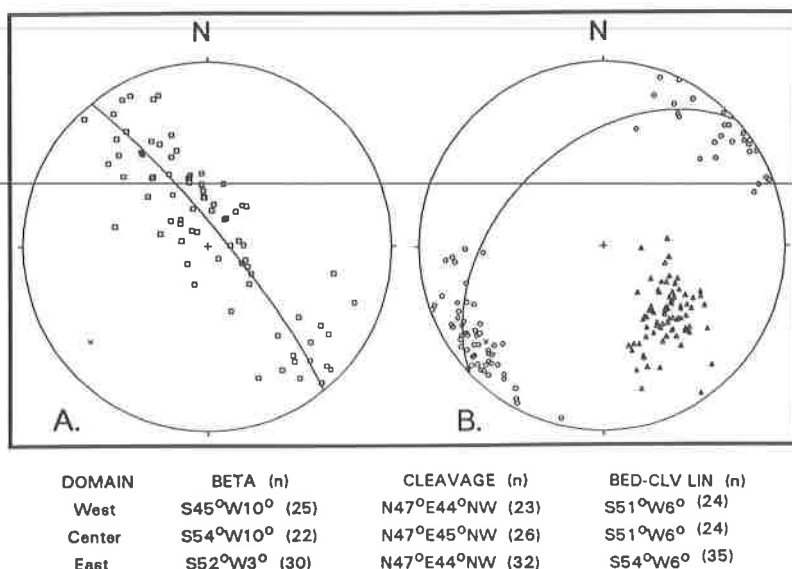 N
N
A.
B.
DOMAIN BETA (n) CLEAVAGE (n) BED-CLV LIN (n)
West S45°W10° (25) N47°E44°NW (23) S51°W6° (24)
Center S54°W10° (22) N47°E45°NW (26) S51°W6° (24)
East S52°W3° (30) N47°E44°NW (32) S54°W6° (35)